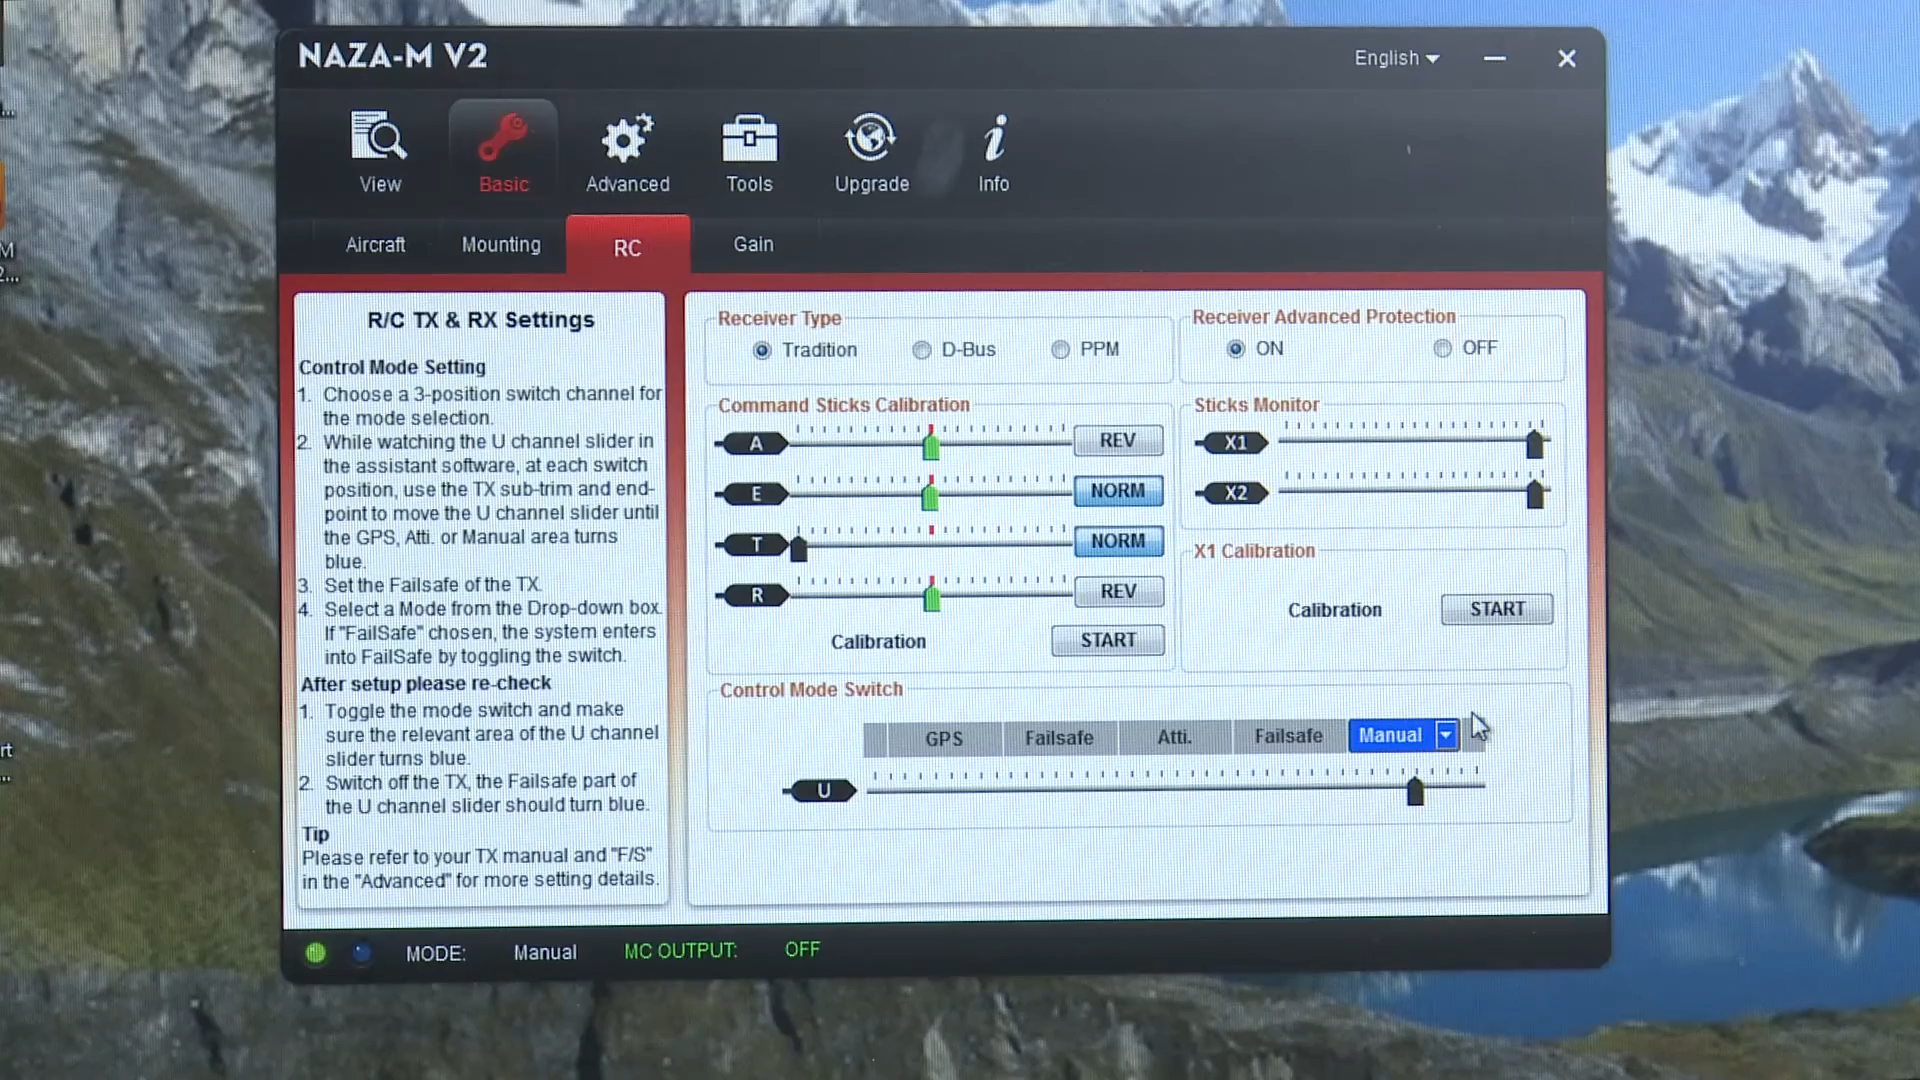 NAZA-M V2
English
View
Basic
Advanced
Tools
Upgrade
Info
Aircraft
Mounting
RC
Gain
R/C TX & RX Settings
Control Mode Setting
1. Choose a 3-position switch channel for
the mode selection.
2. While watching the U channel slider in
the assistant software, at each switch
position, use the TX sub-trim and end-
point to move the U channel slider until
the GPS, Atti. or Manual area turns
blue.
3. Set the Failsafe of the TX.
4. Select a Mode from the Drop-down box.
If "FailSafe" chosen, the system enters
into FailSafe by toggling the switch.
After setup please re-check
1. Toggle the mode switch and make
sure the relevant area of the U channel
slider turns blue.
2. Switch off the TX, the Failsafe part of
the U channel slider should turn blue.
Tip
Please refer to your TX manual and "F/S"
in the "Advanced" for more setting details.
Receiver Type
Tradition
D-Bus
PPM
Receiver Advanced Protection
ON
OFF
Command Sticks Calibration
A
REV
E
NORM
T
NORM
R
REV
Calibration
START
Sticks Monitor
X1
X2
X1 Calibration
Calibration
START
Control Mode Switch
GPS
Failsafe
Atti.
Failsafe
Manual
U
MODE:
Manual
MC OUTPUT:
OFF
M
2...
rt
...